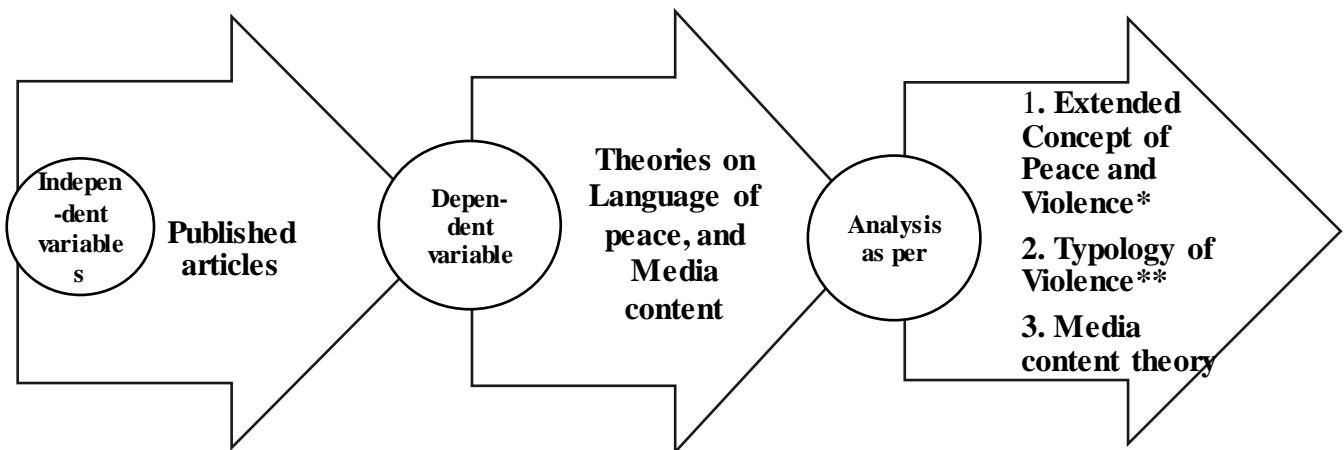 Indepen
-dent
variable
s
Published
articles
Depen-
dent
variable
Theories on
Language of
peace, and
Media
content
Analysis
as per
1. Extended
Concept of
Peace and
Violence*
2. Typology of
Violence**
3. Media
content theory